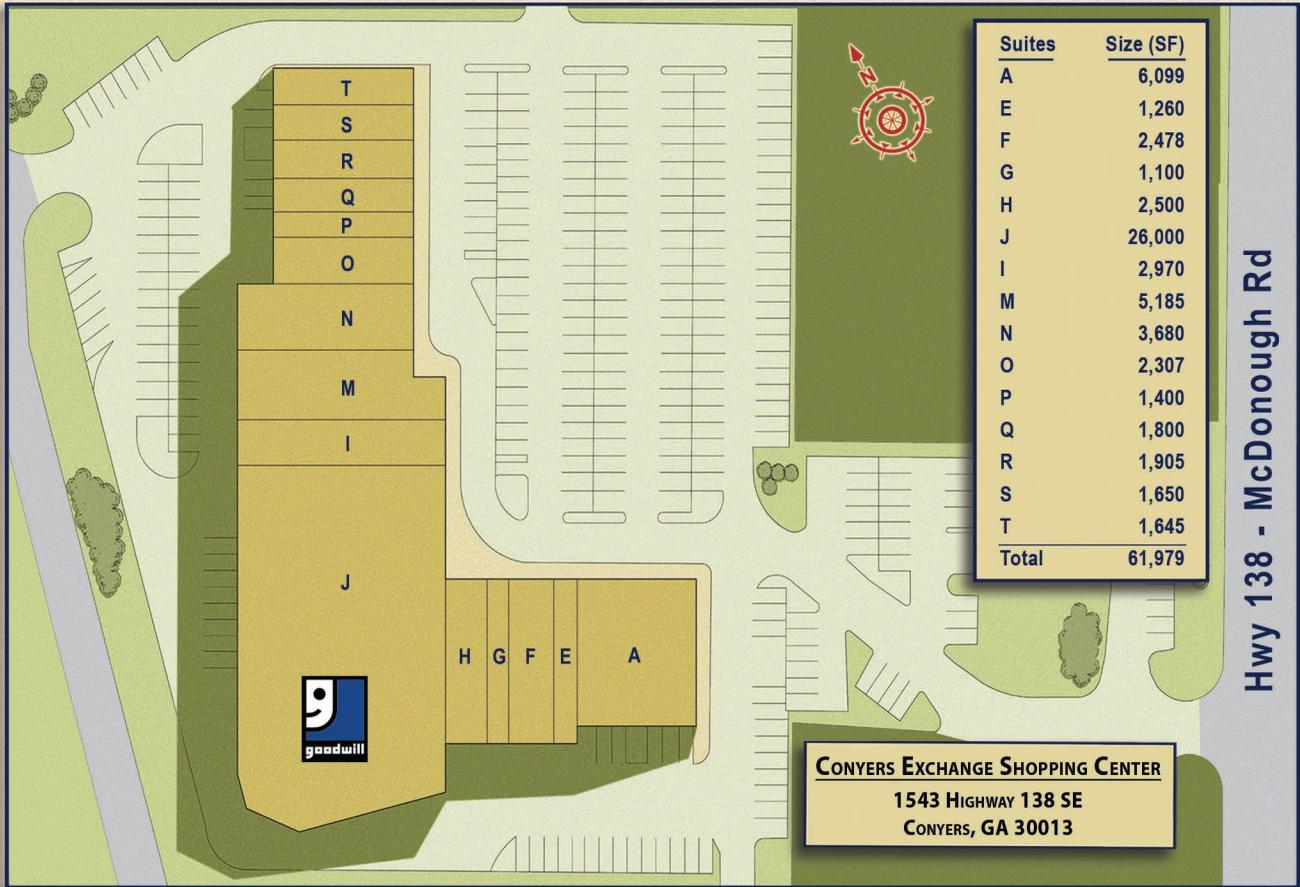 T
S
R
Q
P
O
N
M
I
J
H G F E A
goodwill
N
Suites Size (SF)
A 6,099
E 1,260
F 2,478
G 1,100
H 2,500
J 26,000
I 2,970
M 5,185
N 3,680
O 2,307
P 1,400
Q 1,800
R 1,905
S 1,650
T 1,645
Total 61,979
Hwy 138 - McDonough Rd
Conyers Exchange Shopping Center
1543 Highway 138 SE
Conyers, GA 30013